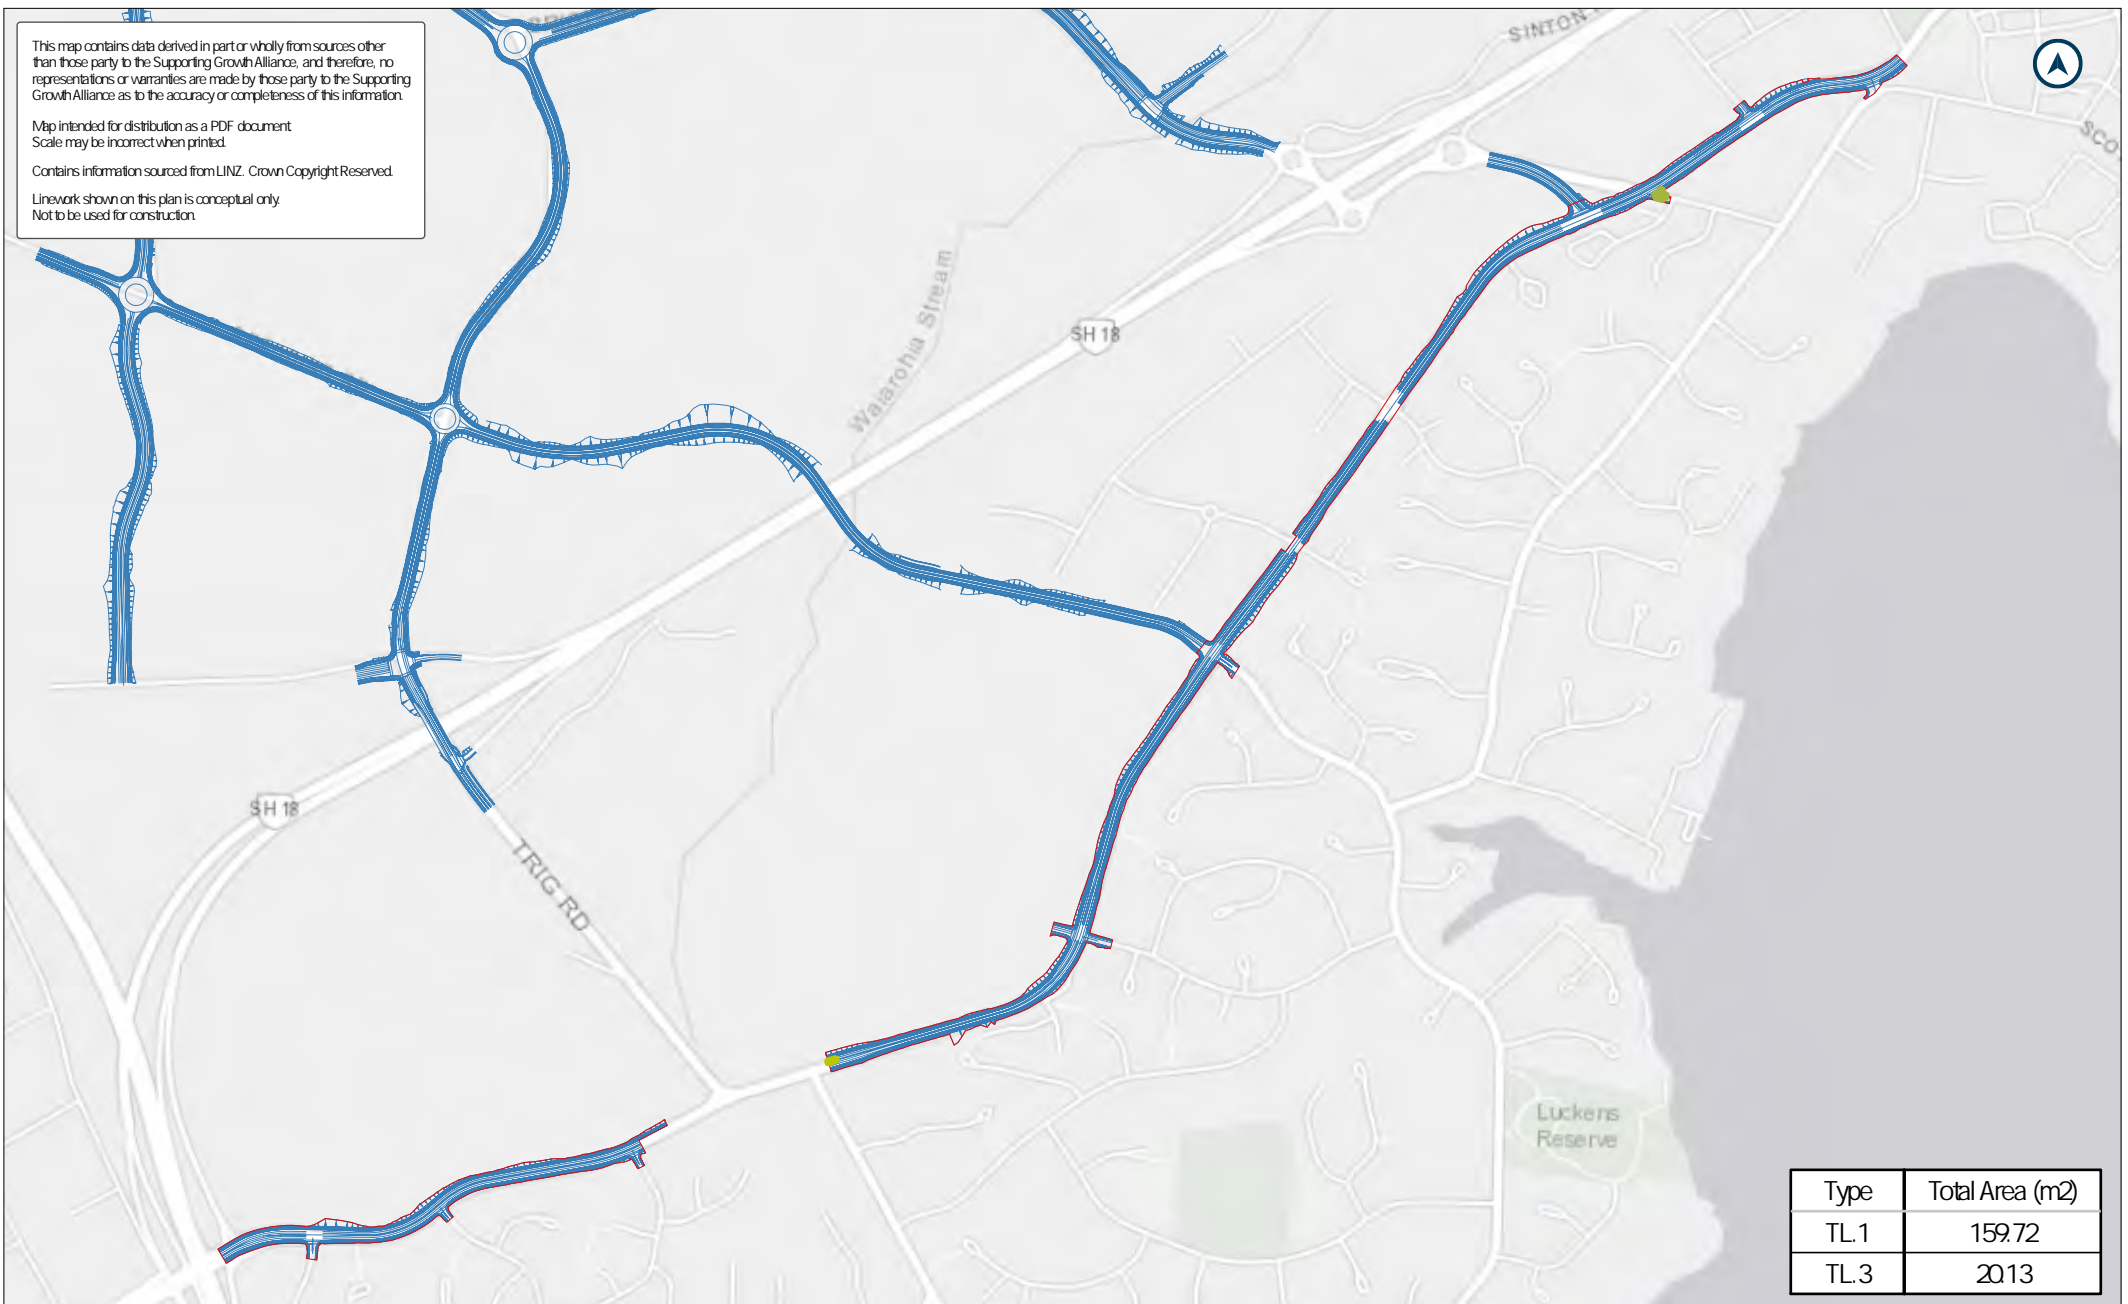 This map contains data derived in part or wholly from sources other
than those party to the Supporting Growth Alliance, and therefore, no
representations or warranties are made by those party to the Supporting
Growth Alliance as to the accuracy or completeness of this information.
Map intended for distribution as a PDF document
Scale may be incorrect when printed.
Contains information sourced from LINZ. Crown Copyright Reserved.
Linework shown on this plan is conceptual only.
Not to be used for construction.
SINTON
SCO
Waiarohia Stream
SH 18
SH 18
TRIG RD
Luckens
Reserve
Type Total Area (m2)
TL.1 159.72
TL.3 20.13